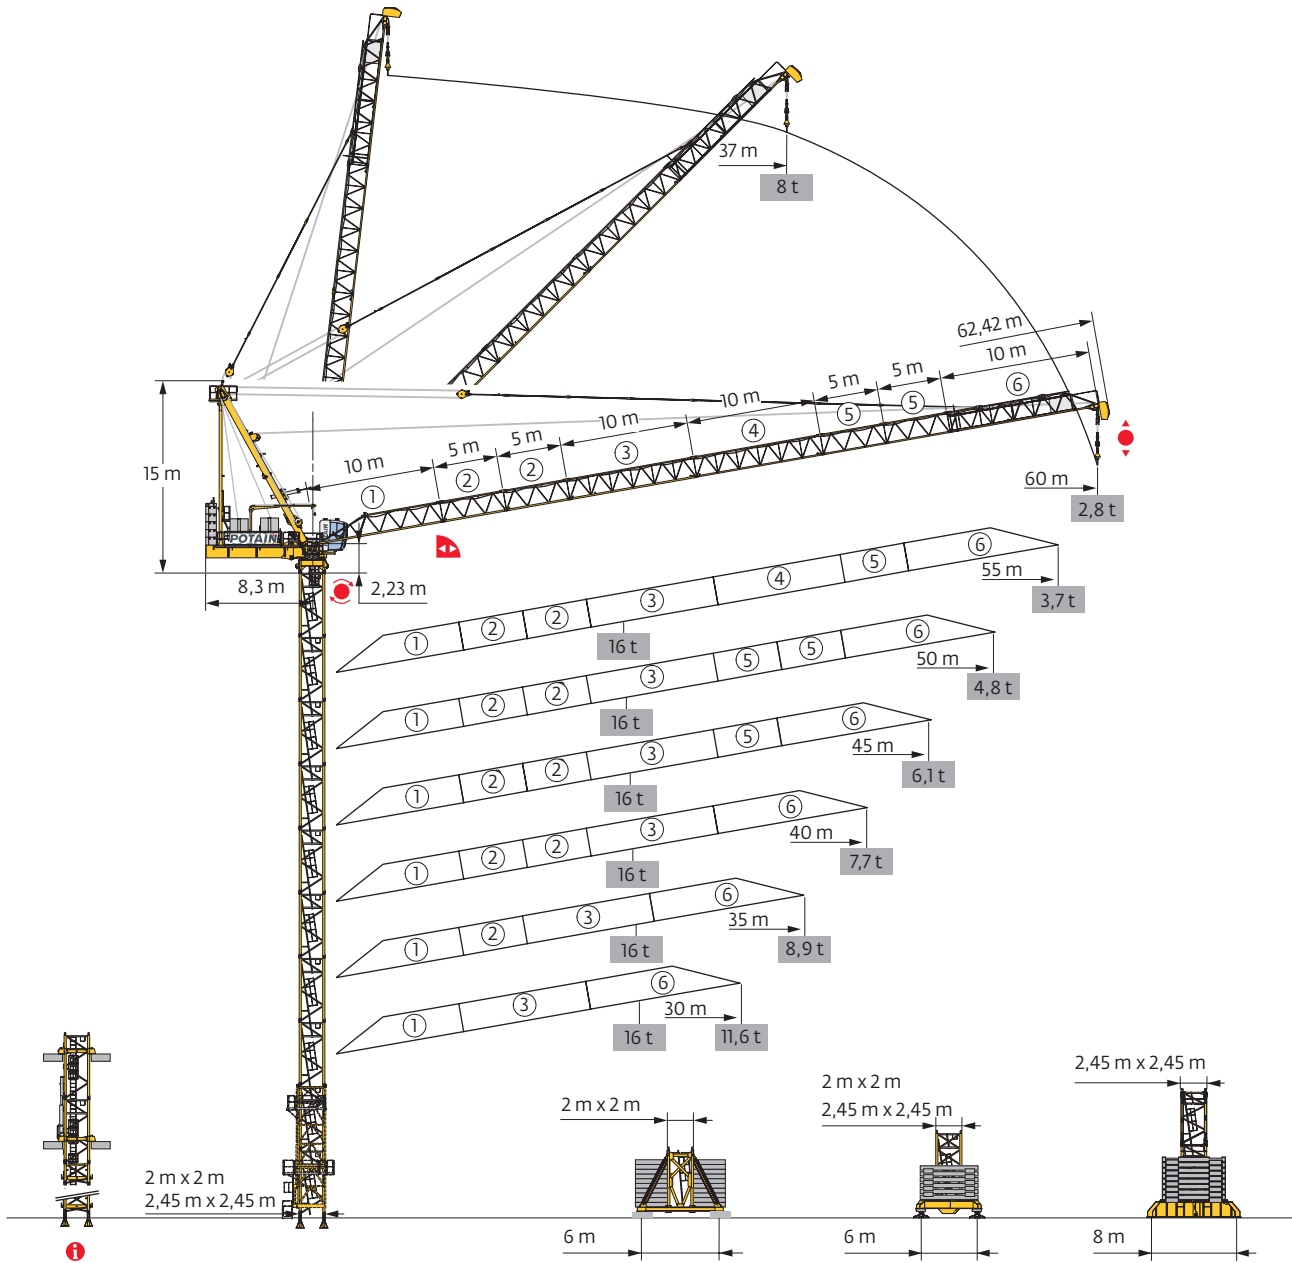 37 m
8 t
62,42 m
10 m
5 m
5 m
10 m
10 m
5 m
5 m
10 m
⑥
⑤
⑤
④
③
②
②
①
15 m
POTAIN
60 m
2,8 t
8,3 m
2,23 m
① ② ② ③ ④ ⑤ ⑥
55 m
3,7 t
16 t
① ② ② ③ ⑤ ⑤ ⑥
50 m
4,8 t
16 t
① ② ② ③ ⑤ ⑥
45 m
6,1 t
16 t
① ② ② ③ ⑥
40 m
7,7 t
16 t
① ② ③ ⑥
35 m
8,9 t
16 t
① ③ ⑥
30 m
16 t
11,6 t
2 m x 2 m
2,45 m x 2,45 m
i
2 m x 2 m
6 m
2 m x 2 m
2,45 m x 2,45 m
6 m
2,45 m x 2,45 m
8 m